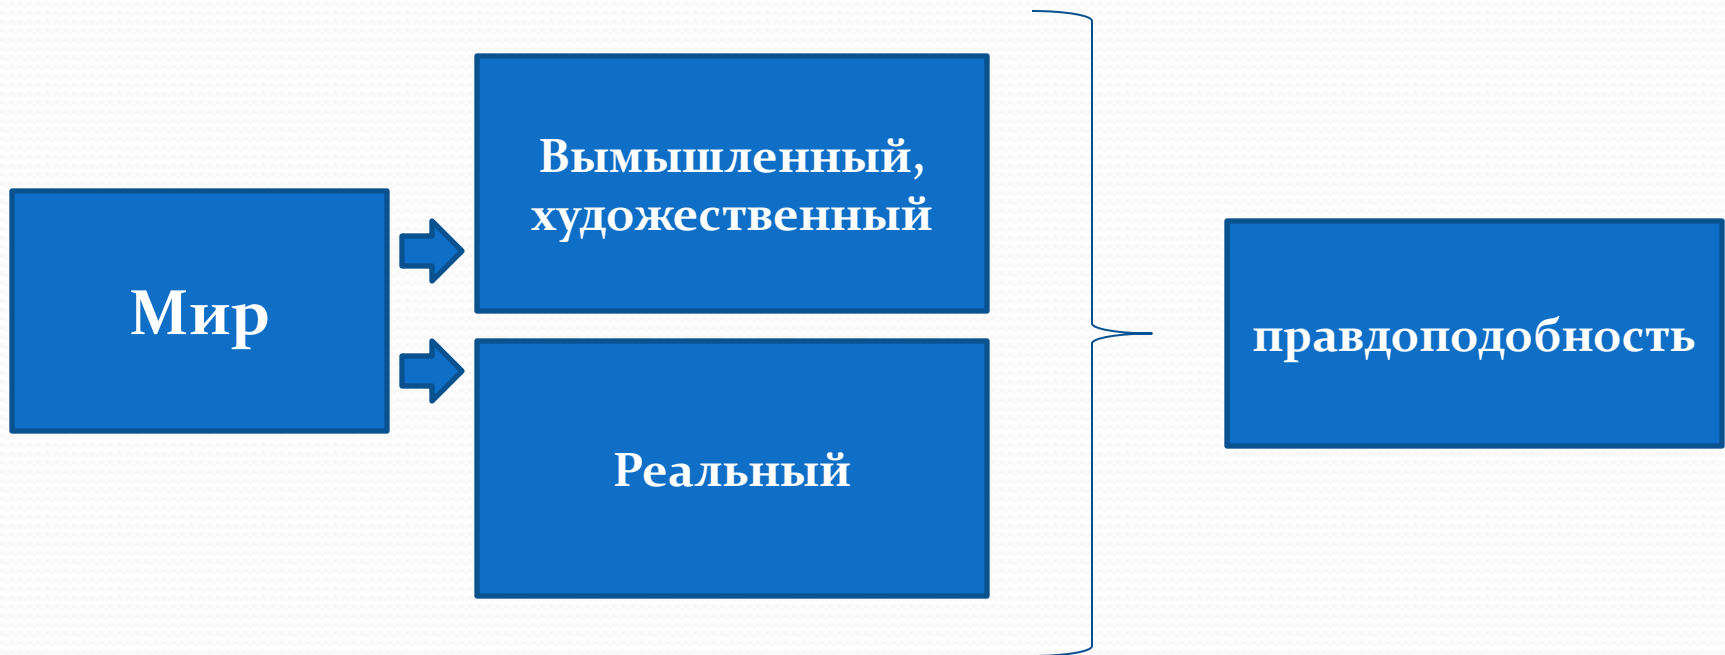 Мир
Вымышленный,
художественный
Реальный
правдоподобность